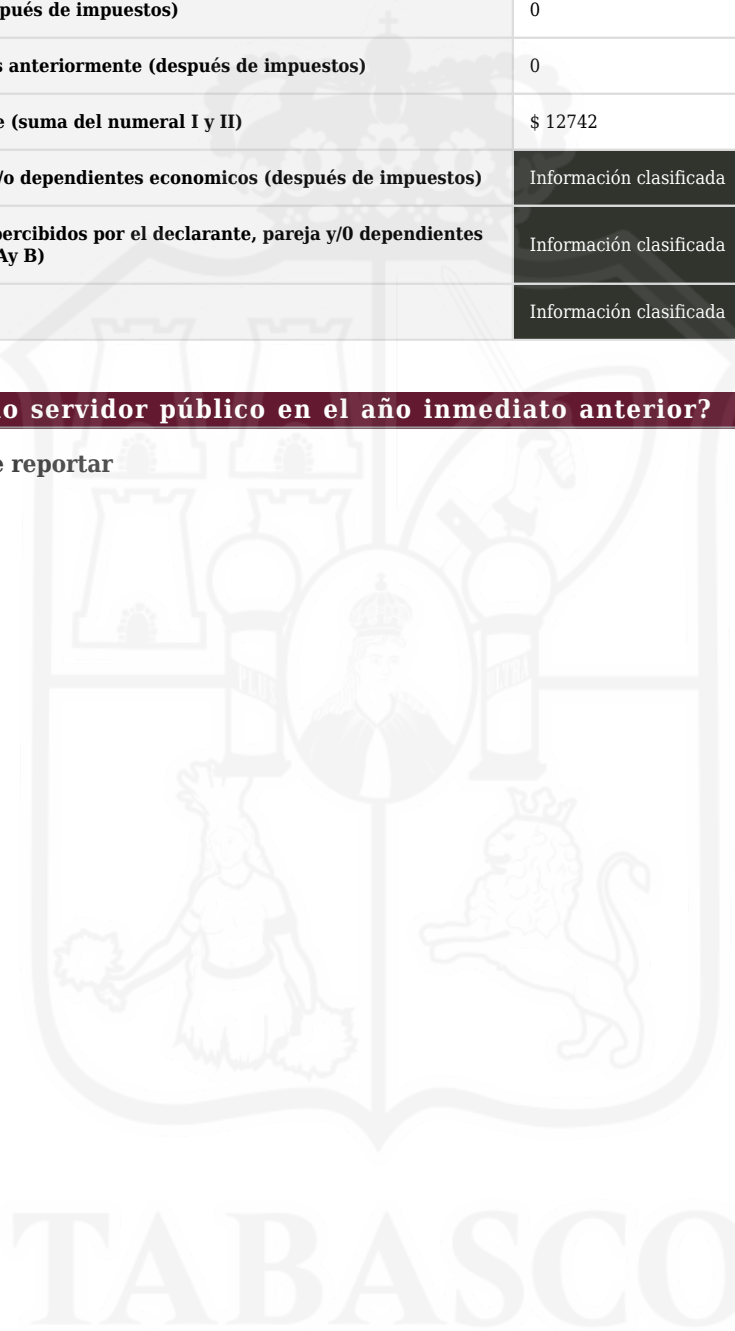 pués de impuestos) 0
s anteriormente (después de impuestos) 0
e (suma del numeral I y II) $ 12742
/o dependientes economicos (después de impuestos) Información clasificada
percibidos por el declarante, pareja y/0 dependientes
Ay B) Información clasificada
Información clasificada
o servidor público en el año inmediato anterior?
e reportar
PLUS ULTRA
TABASCO